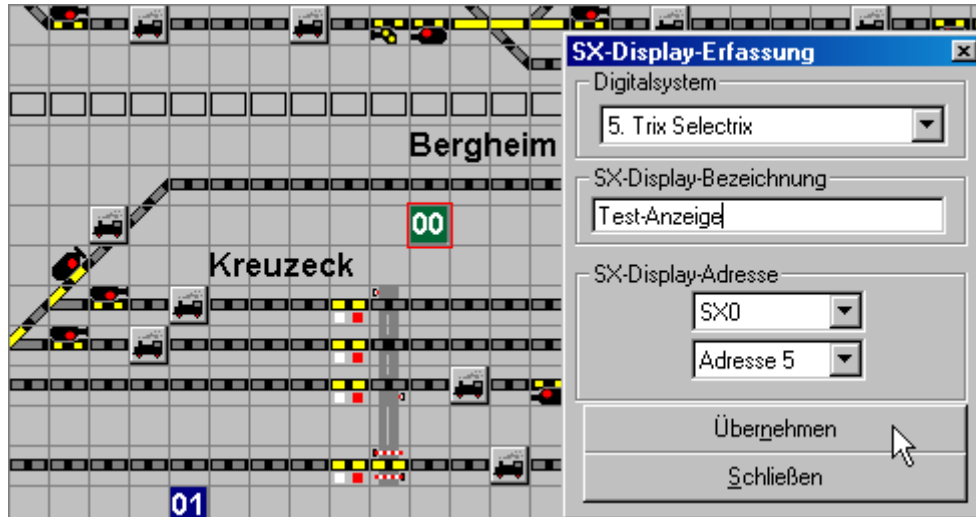 SX-Display-Erfassung
Digitalsystem
5. Trix Selectrix
Bergheim
SX-Display-Bezeichnung
Test-Anzeige
00
Kreuzeck
SX-Display-Adresse
SX0
Adresse 5
Übernehmen
Schließen
01